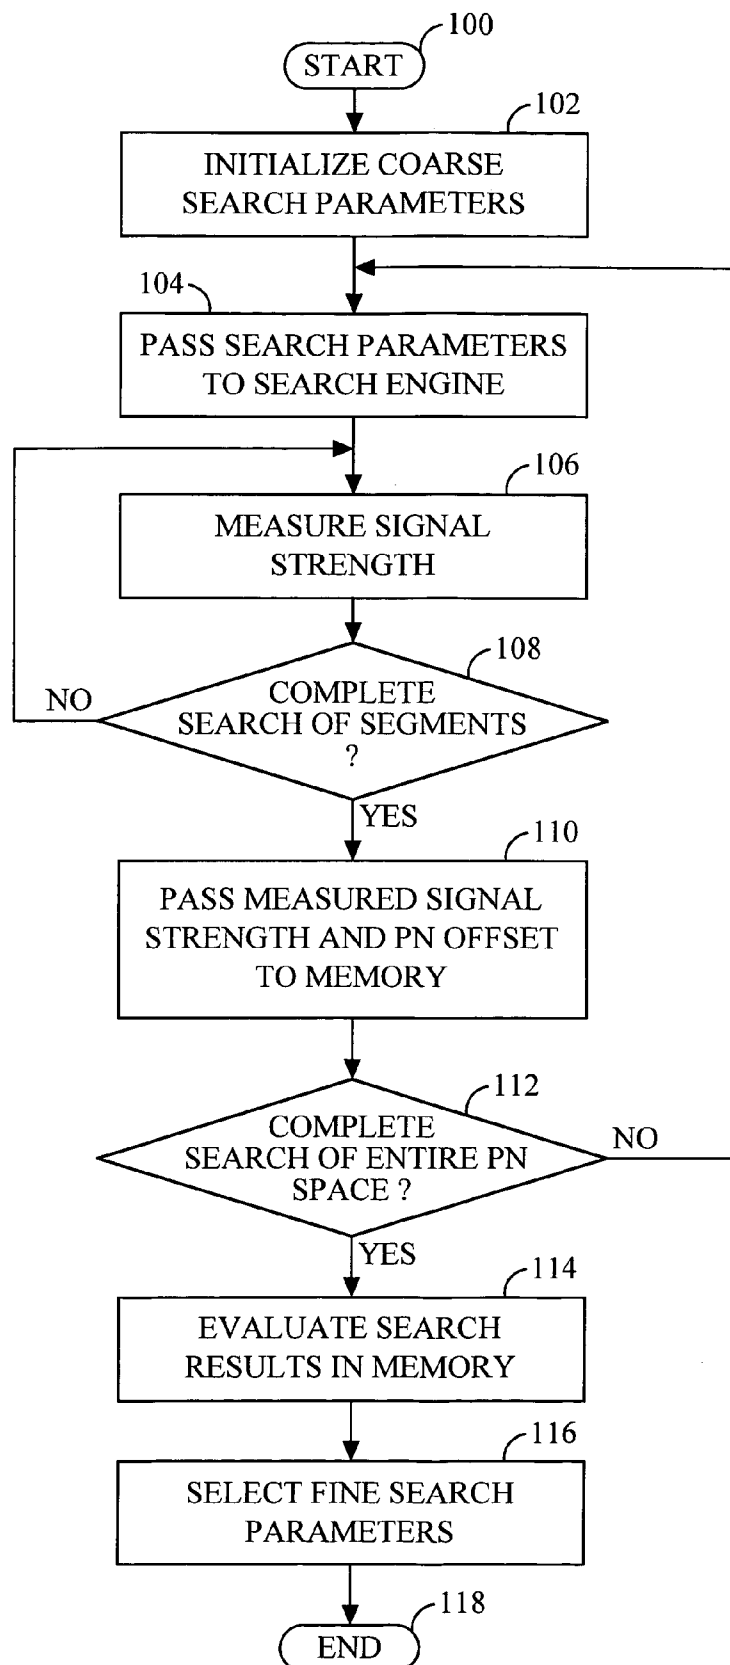 100
START
102
INITIALIZE COARSE
SEARCH PARAMETERS
104
PASS SEARCH PARAMETERS
TO SEARCH ENGINE
106
MEASURE SIGNAL
STRENGTH
108
COMPLETE
SEARCH OF SEGMENTS
?
NO
YES
110
PASS MEASURED SIGNAL
STRENGTH AND PN OFFSET
TO MEMORY
112
COMPLETE
SEARCH OF ENTIRE PN
SPACE ?
NO
YES
114
EVALUATE SEARCH
RESULTS IN MEMORY
116
SELECT FINE SEARCH
PARAMETERS
118
END